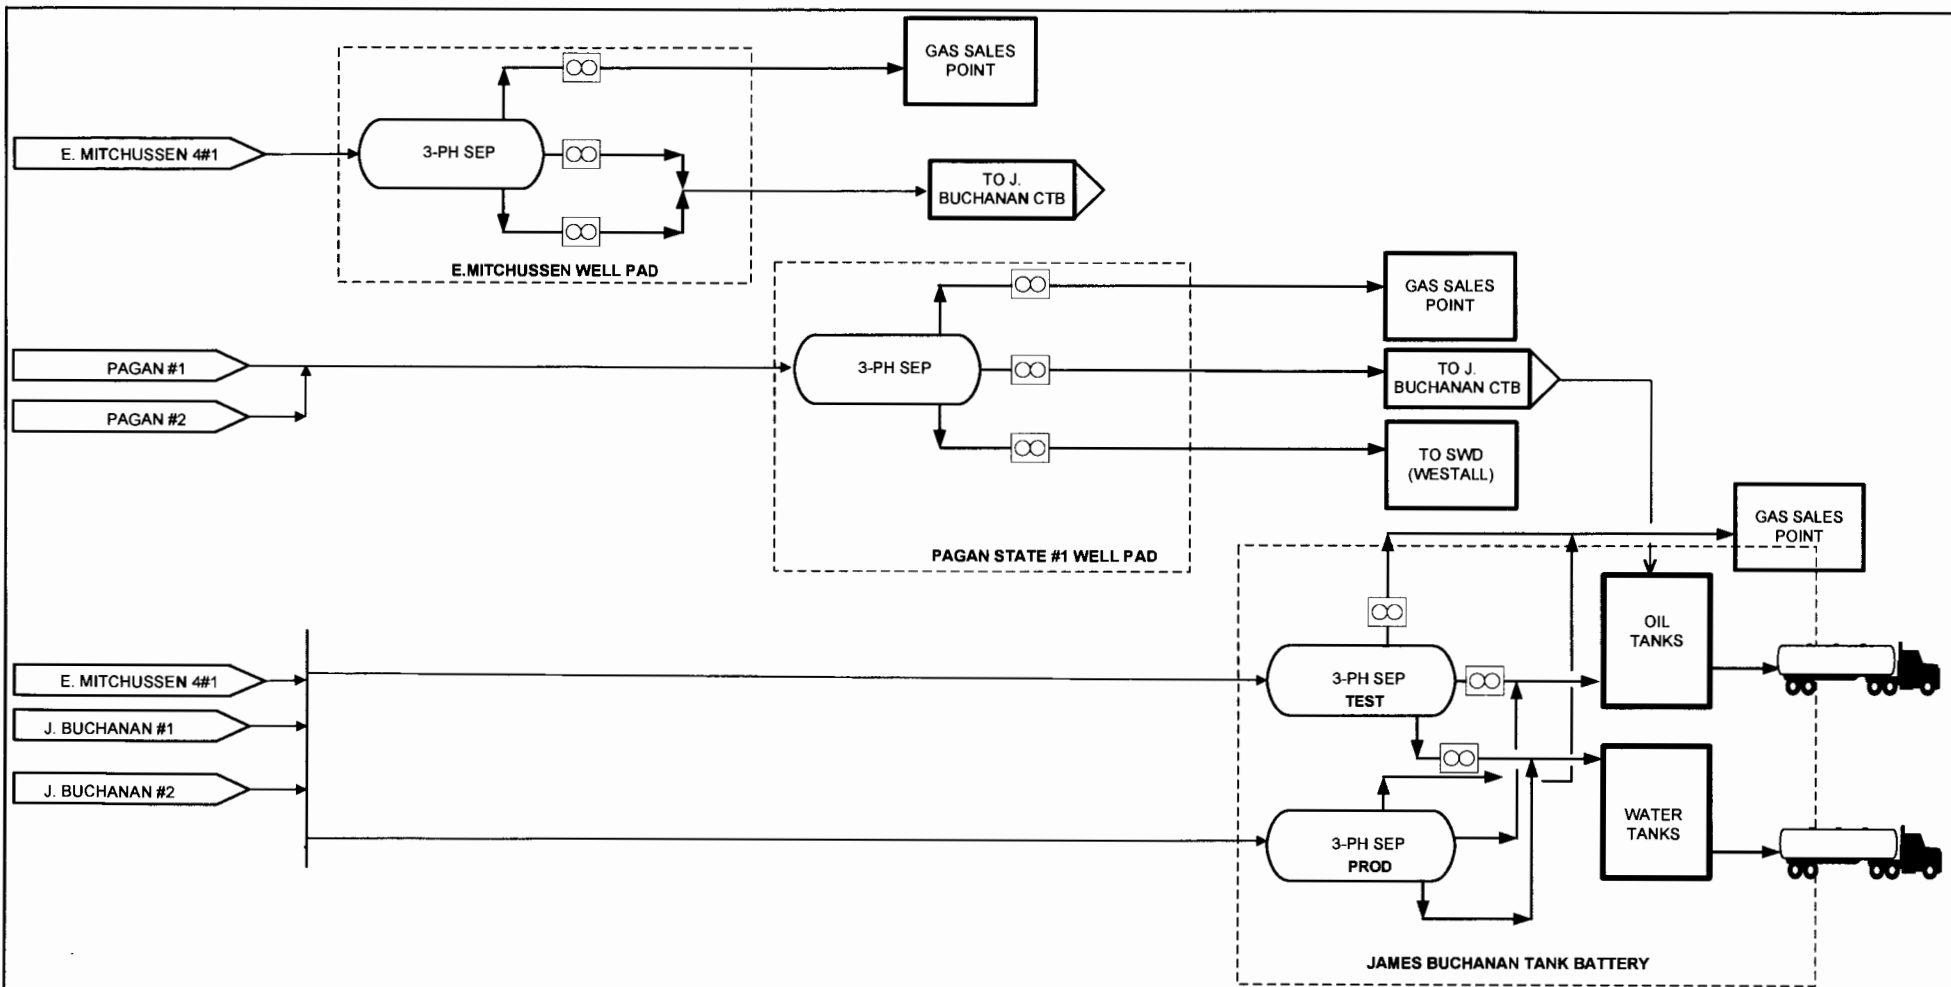 GAS SALES
POINT
E. MITCHUSSEN 4#1
3-PH SEP
TO J.
BUCHANAN CTB
E.MITCHUSSEN WELL PAD
GAS SALES
POINT
PAGAN #1
3-PH SEP
TO J.
BUCHANAN CTB
PAGAN #2
TO SWD
(WESTALL)
PAGAN STATE #1 WELL PAD
GAS SALES
POINT
OIL
TANKS
E. MITCHUSSEN 4#1
3-PH SEP
TEST
J. BUCHANAN #1
J. BUCHANAN #2
WATER
TANKS
3-PH SEP
PROD
JAMES BUCHANAN TANK BATTERY